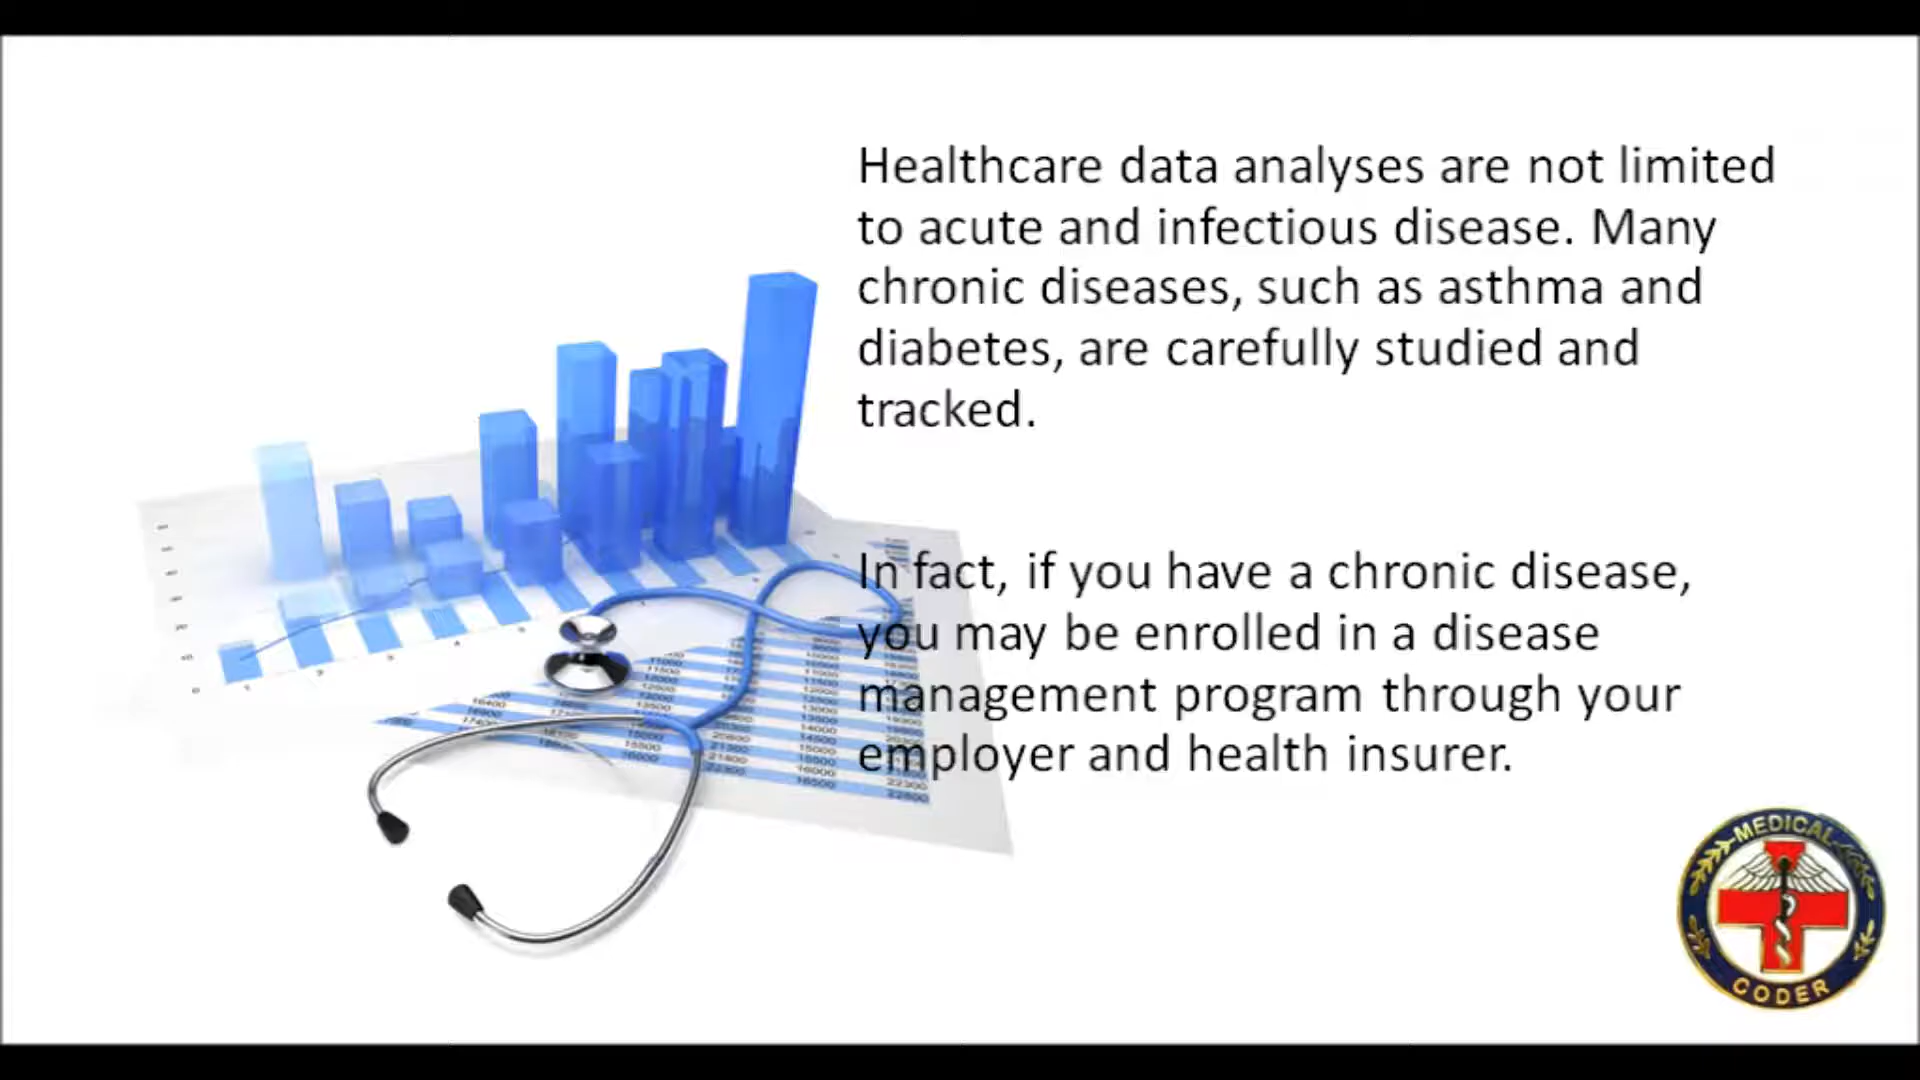 Healthcare data analyses are not limited
to acute and infectious disease. Many
chronic diseases, such as asthma and
diabetes, are carefully studied and
tracked.
In fact, if you have a chronic disease,
you may be enrolled in a disease
management program through your
employer and health insurer.
MEDICAL
CODER